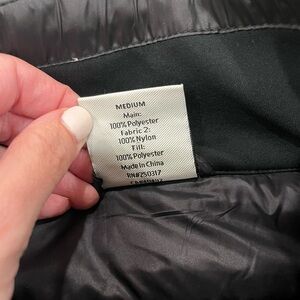 MEDIUM
Main:
100% Polyester
Fabric 2:
100% Nylon
Fill:
100% Polyester
Made in China
RN#250317